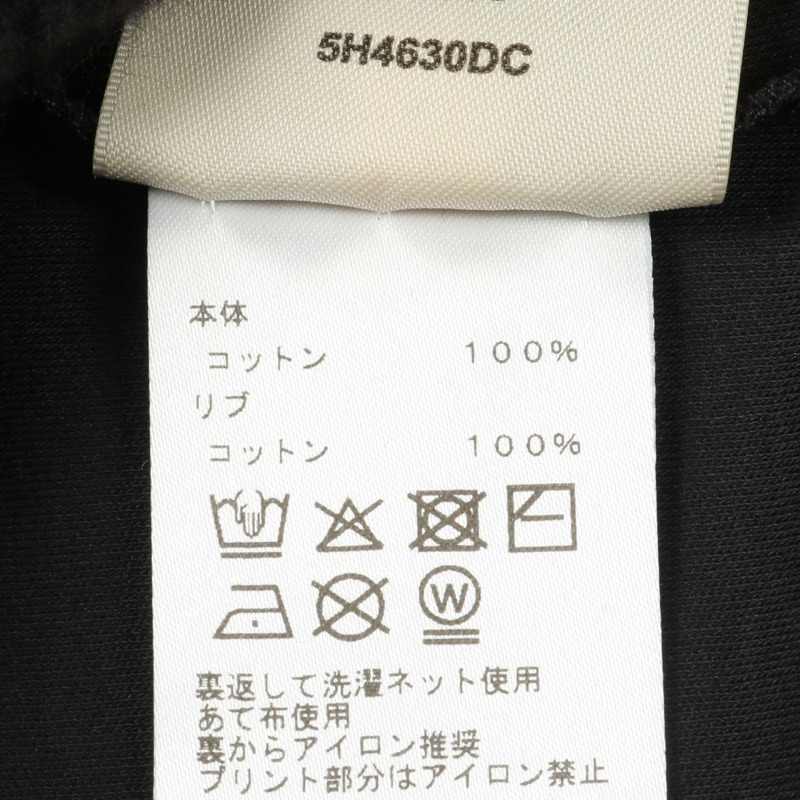 5H4630DC
本体
コットン 100%
リブ
コットン 100%
W
裏返して洗濯ネット使用
あて布使用
裏からアイロン推奨
プリント部分はアイロン禁止